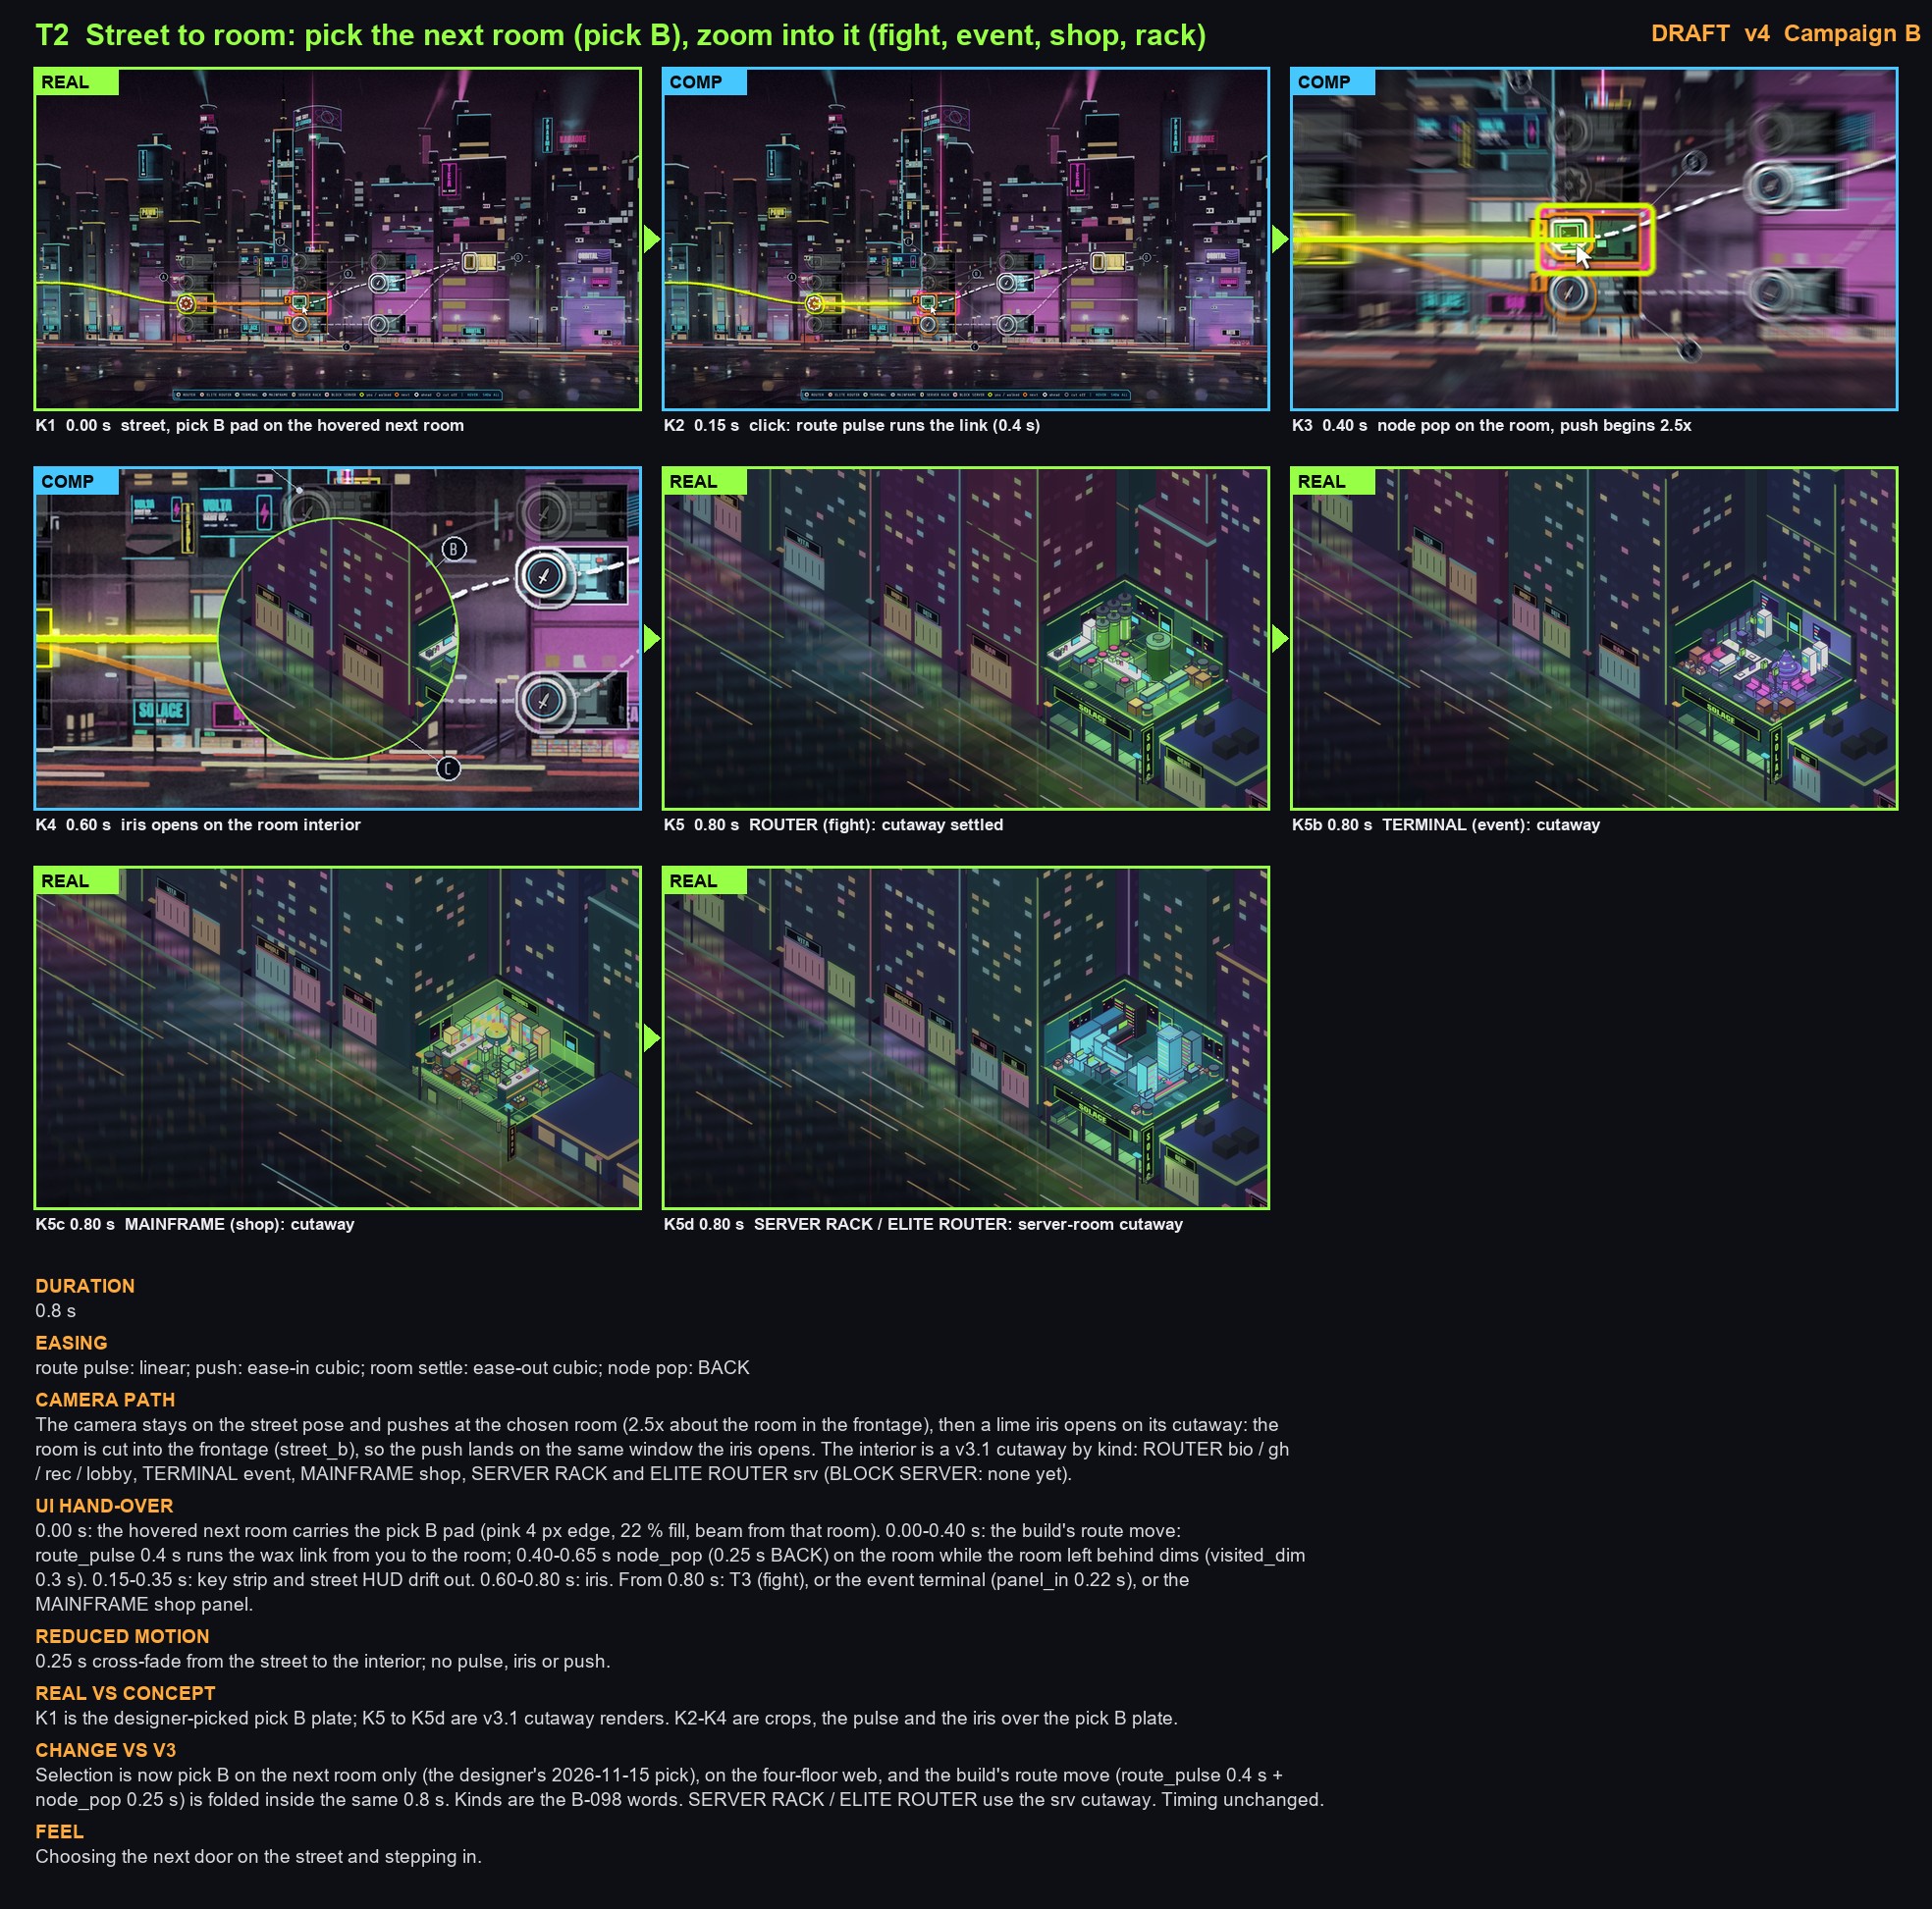 T2 Street to room: pick the next room (pick B), zoom into it (fight, event, shop, rack)
DRAFT v4 Campaign B
REAL
COMP
COMP
K1 0.00 s street, pick B pad on the hovered next room
K2 0.15 s click: route pulse runs the link (0.4 s)
K3 0.40 s node pop on the room, push begins 2.5x
COMP
VOLTA
B
SOLACE
C
REAL
SOLACE
REAL
SOLACE
K4 0.60 s iris opens on the room interior
K5 0.80 s ROUTER (fight): cutaway settled
K5b 0.80 s TERMINAL (event): cutaway
REAL
REAL
SOLACE
K5c 0.80 s MAINFRAME (shop): cutaway
K5d 0.80 s SERVER RACK / ELITE ROUTER: server-room cutaway
DURATION
0.8 s
EASING
route pulse: linear; push: ease-in cubic; room settle: ease-out cubic; node pop: BACK
CAMERA PATH
The camera stays on the street pose and pushes at the chosen room (2.5x about the room in the frontage), then a lime iris opens on its cutaway: the
room is cut into the frontage (street_b), so the push lands on the same window the iris opens. The interior is a v3.1 cutaway by kind: ROUTER bio / gh
/ rec / lobby, TERMINAL event, MAINFRAME shop, SERVER RACK and ELITE ROUTER srv (BLOCK SERVER: none yet).
UI HAND-OVER
0.00 s: the hovered next room carries the pick B pad (pink 4 px edge, 22 % fill, beam from that room). 0.00-0.40 s: the build's route move:
route_pulse 0.4 s runs the wax link from you to the room; 0.40-0.65 s node_pop (0.25 s BACK) on the room while the room left behind dims (visited_dim
0.3 s). 0.15-0.35 s: key strip and street HUD drift out. 0.60-0.80 s: iris. From 0.80 s: T3 (fight), or the event terminal (panel_in 0.22 s), or the
MAINFRAME shop panel.
REDUCED MOTION
0.25 s cross-fade from the street to the interior; no pulse, iris or push.
REAL VS CONCEPT
K1 is the designer-picked pick B plate; K5 to K5d are v3.1 cutaway renders. K2-K4 are crops, the pulse and the iris over the pick B plate.
CHANGE VS V3
Selection is now pick B on the next room only (the designer's 2026-11-15 pick), on the four-floor web, and the build's route move (route_pulse 0.4 s +
node_pop 0.25 s) is folded inside the same 0.8 s. Kinds are the B-098 words. SERVER RACK / ELITE ROUTER use the srv cutaway. Timing unchanged.
FEEL
Choosing the next door on the street and stepping in.